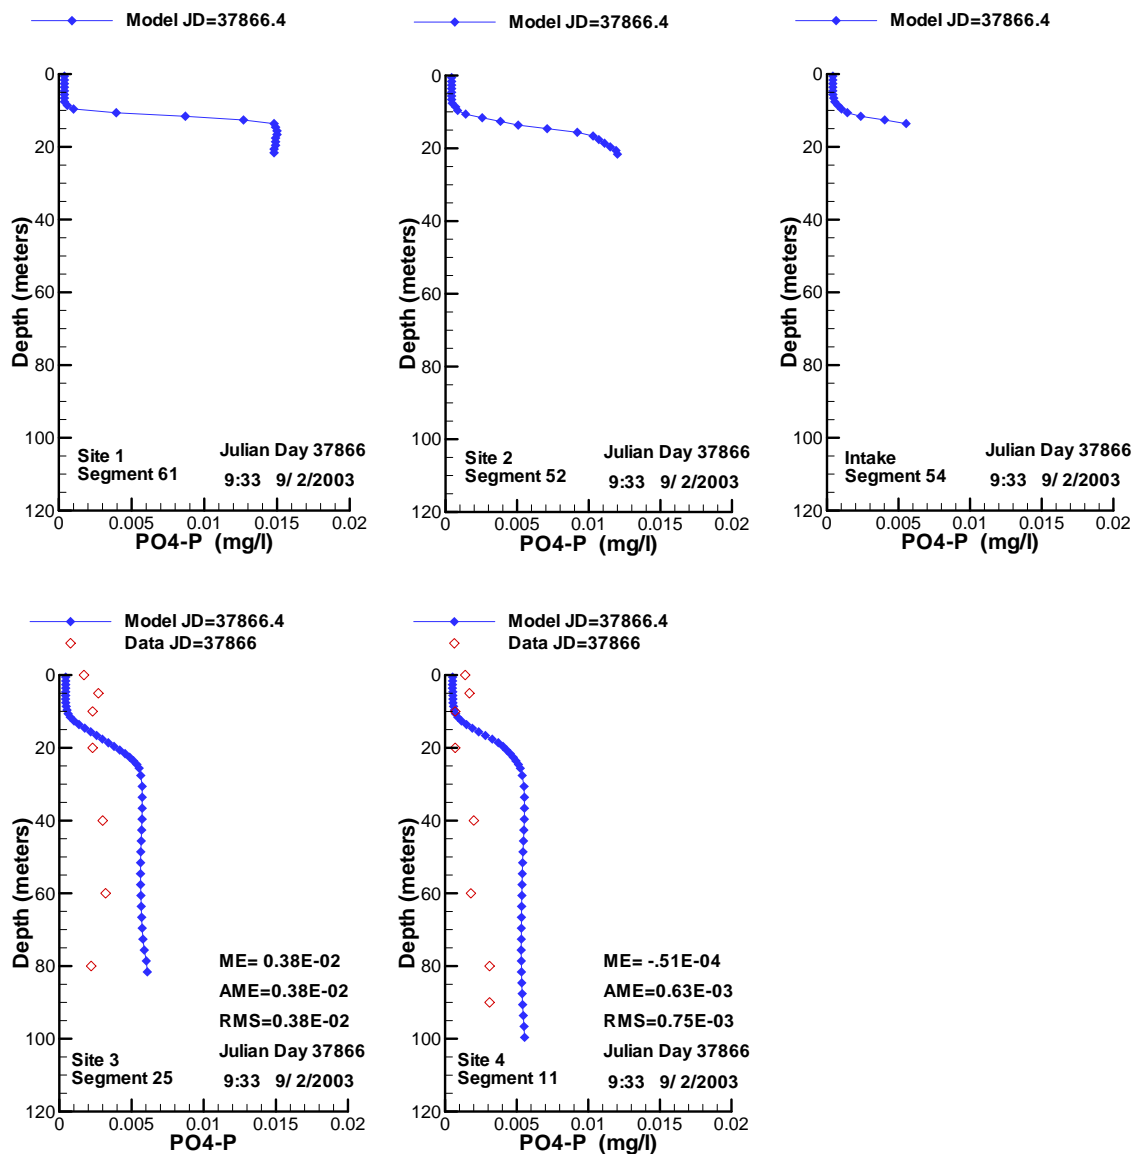 Model JD=37866.4
0
20
40
60
80
100
120
Depth (meters)
Site 1
Segment 61
Julian Day 37866
9:33 9/ 2/2003
0 0.005 0.01 0.015 0.02
PO4-P (mg/l)
Model JD=37866.4
0
20
40
60
80
100
120
Depth (meters)
Site 2
Segment 52
Julian Day 37866
9:33 9/ 2/2003
0 0.005 0.01 0.015 0.02
PO4-P (mg/l)
Model JD=37866.4
0
20
40
60
80
100
120
Depth (meters)
Intake
Segment 54
Julian Day 37866
9:33 9/ 2/2003
0 0.005 0.01 0.015 0.02
PO4-P (mg/l)
Model JD=37866.4
Data JD=37866
0
20
40
60
80
100
120
Depth (meters)
ME= 0.38E-02
AME=0.38E-02
RMS=0.38E-02
Site 3
Segment 25
Julian Day 37866
9:33 9/ 2/2003
0 0.005 0.01 0.015 0.02
PO4-P
Model JD=37866.4
Data JD=37866
0
20
40
60
80
100
120
Depth (meters)
ME= -.51E-04
AME=0.63E-03
RMS=0.75E-03
Site 4
Segment 11
Julian Day 37866
9:33 9/ 2/2003
0 0.005 0.01 0.015 0.02
PO4-P (mg/l)